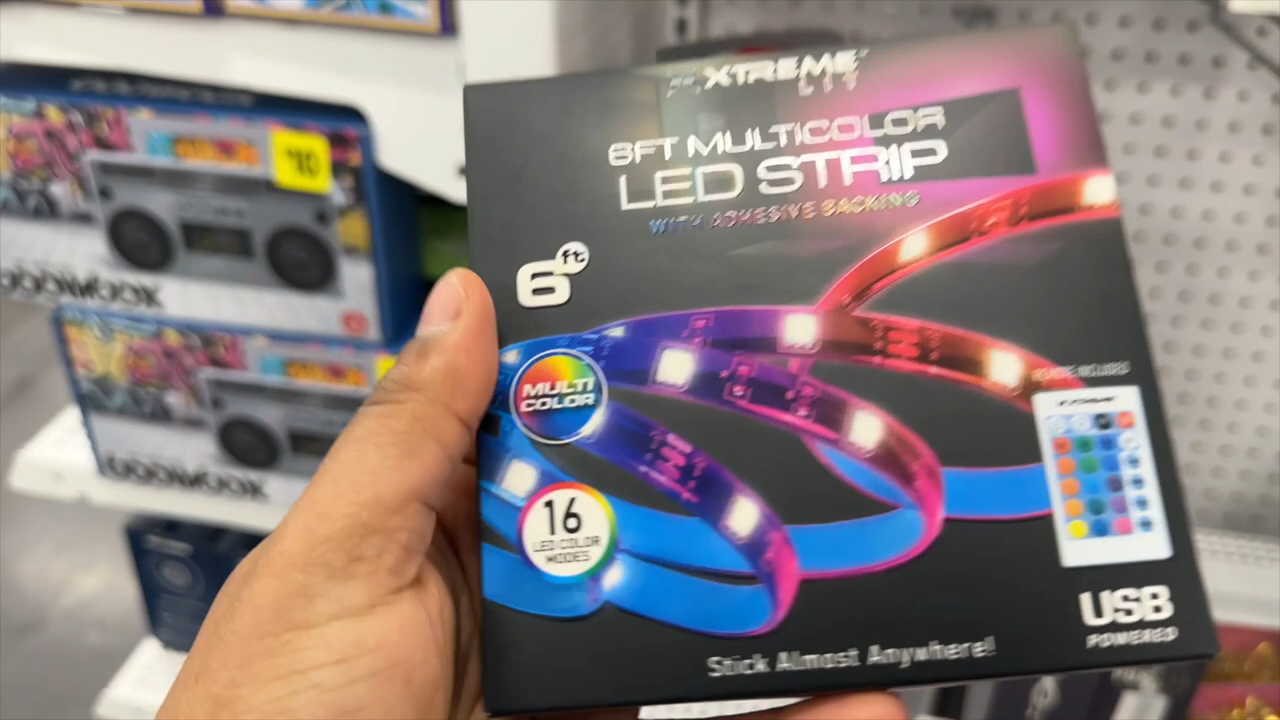 XTREME
LIT
6FT MULTICOLOR
LED STRIP
WITH ADHESIVE BACKING
6ft
MULTI
COLOR
16
LED COLOR
MODES
REMOTE INCLUDED!
USB
POWERED
Stick Almost Anywhere!
$10